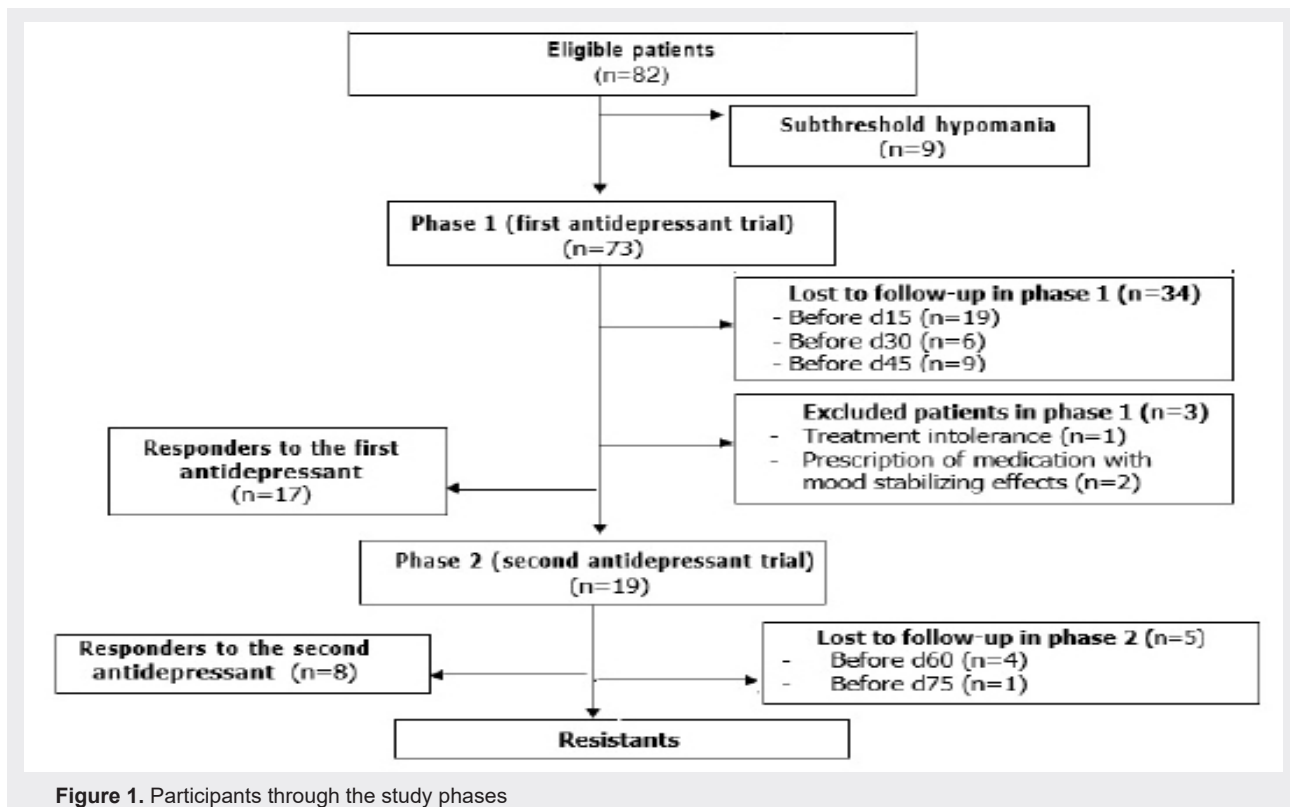 Eligible patients
(n=82)
Subthreshold hypomania
(n=9)
Phase 1 (first antidepressant trial)
(n=73)
Lost to follow-up in phase 1 (n=34)
- Before d15 (n=19)
- Before d30 (n=6)
- Before d45 (n=9)
Excluded patients in phase 1 (n=3)
- Treatment intolerance (n=1)
- Prescription of medication with
mood stabilizing effects (n=2)
Responders to the first
antidepressant
(n=17)
Phase 2 (second antidepressant trial)
(n=19)
Responders to the second
antidepressant (n=8)
Lost to follow-up in phase 2 (n=5)
- Before d60 (n=4)
- Before d75 (n=1)
Resistants
Figure 1. Participants through the study phases